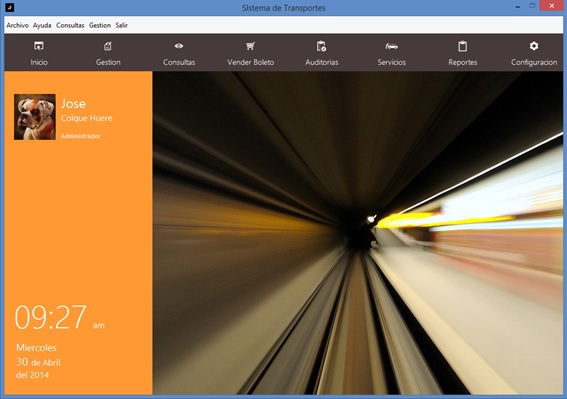 SIstema de Transportes
Archivo Ayuda Consultas Gestion Salir
Inicio Gestion Consultas Vender Boleto Auditorias Servicios Reportes Configuracion
Jose
Colque Huere
Administrador
09:27 am
Miercoles
30 de Abril
del 2014